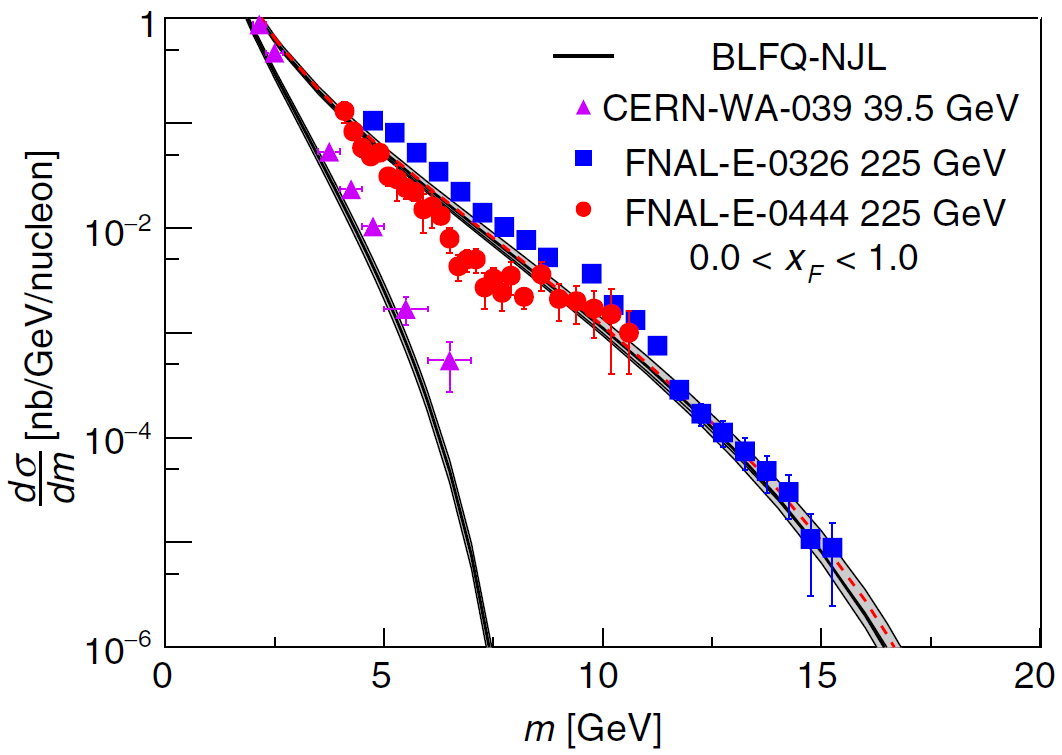 1
10⁻²
10⁻⁴
10⁻⁶
dσ
dm
[nb/GeV/nucleon]
BLFQ-NJL
CERN-WA-039 39.5 GeV
FNAL-E-0326 225 GeV
FNAL-E-0444 225 GeV
0.0 < x_F < 1.0
0 5 10 15 20
m [GeV]